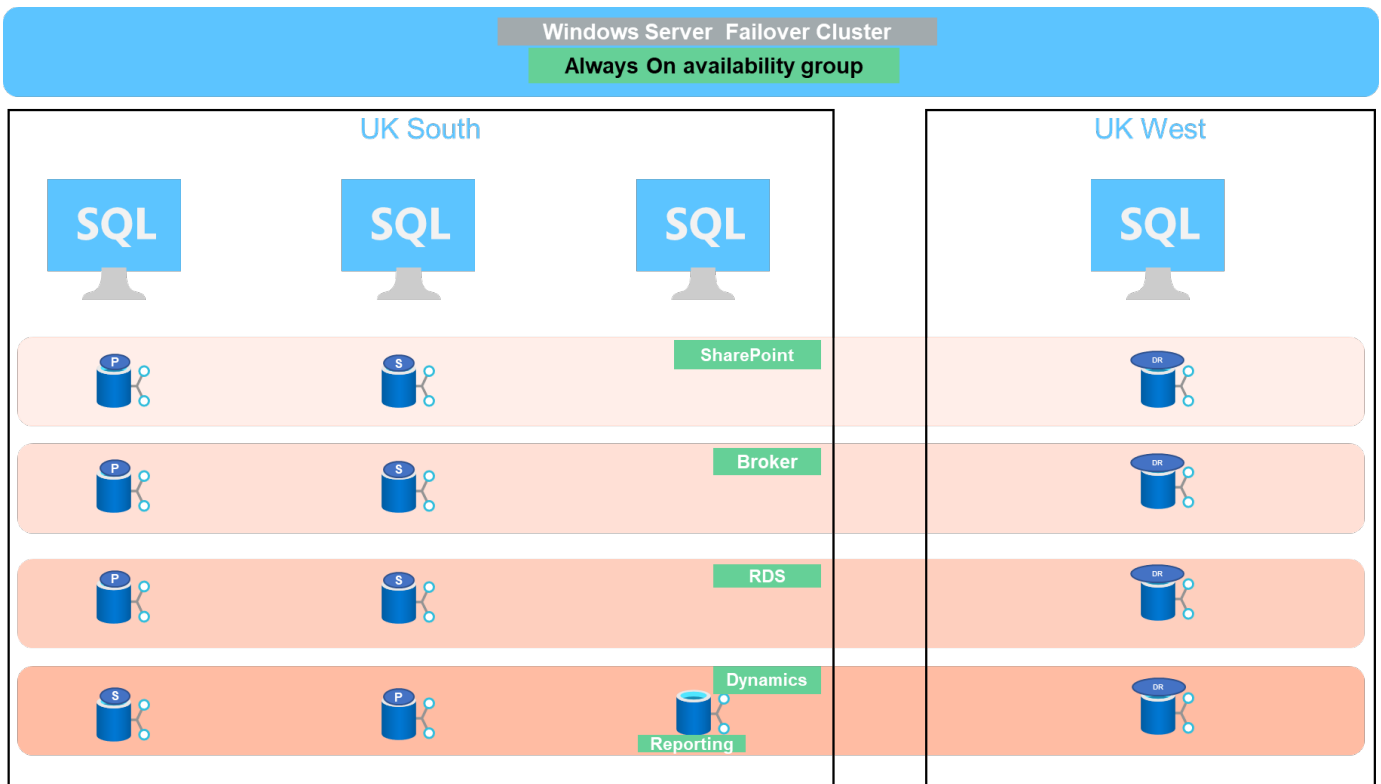 Windows Server Failover Cluster
Always On availability group
UK South
UK West
SQL
SQL
SQL
SQL
SharePoint
P
S
DR
Broker
P
S
DR
RDS
P
S
DR
Dynamics
S
P
DR
Reporting